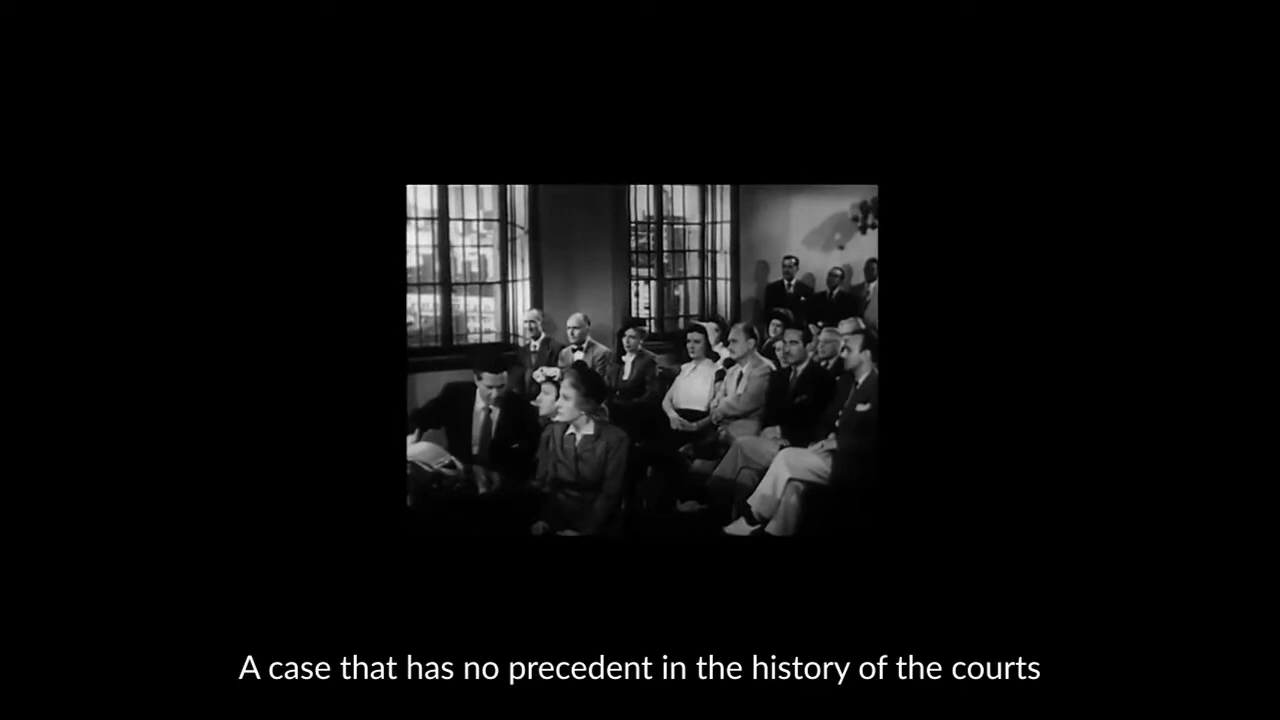 A case that has no precedent in the history of the courts